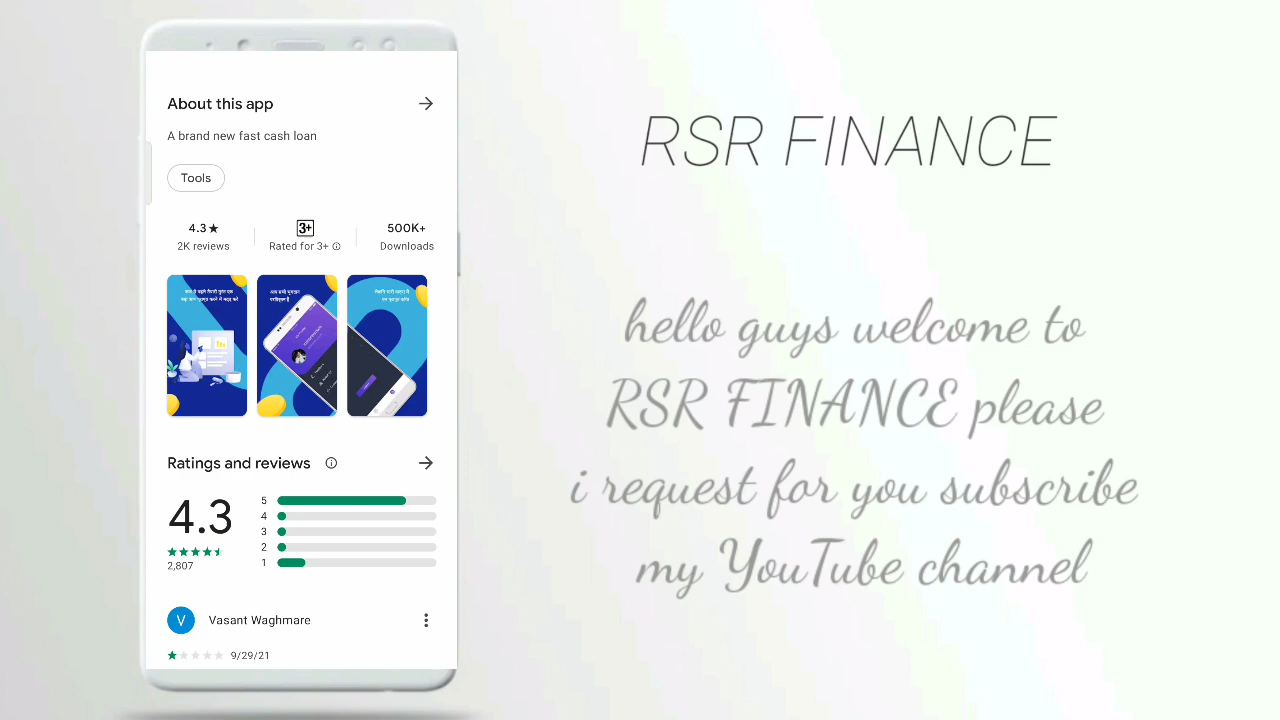 About this app
A brand new fast cash loan
Tools
4.3★
2K reviews
3+
Rated for 3+
500K+
Downloads
Ratings and reviews
4.3
2,807
5
4
3
2
1
V
Vasant Waghmare
9/29/21
RSR FINANCE
hello guys welcome to
RSR FINANCE please
i request for you subscribe
my YouTube channel